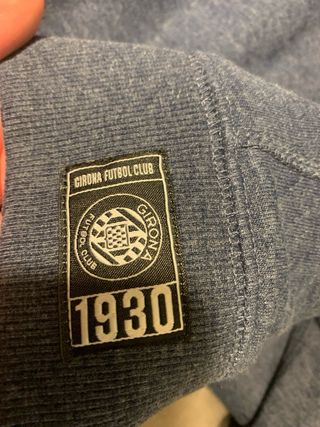 GIRONA FUTBOL CLUB
GIRONA
FUTBOL CLUB
1930